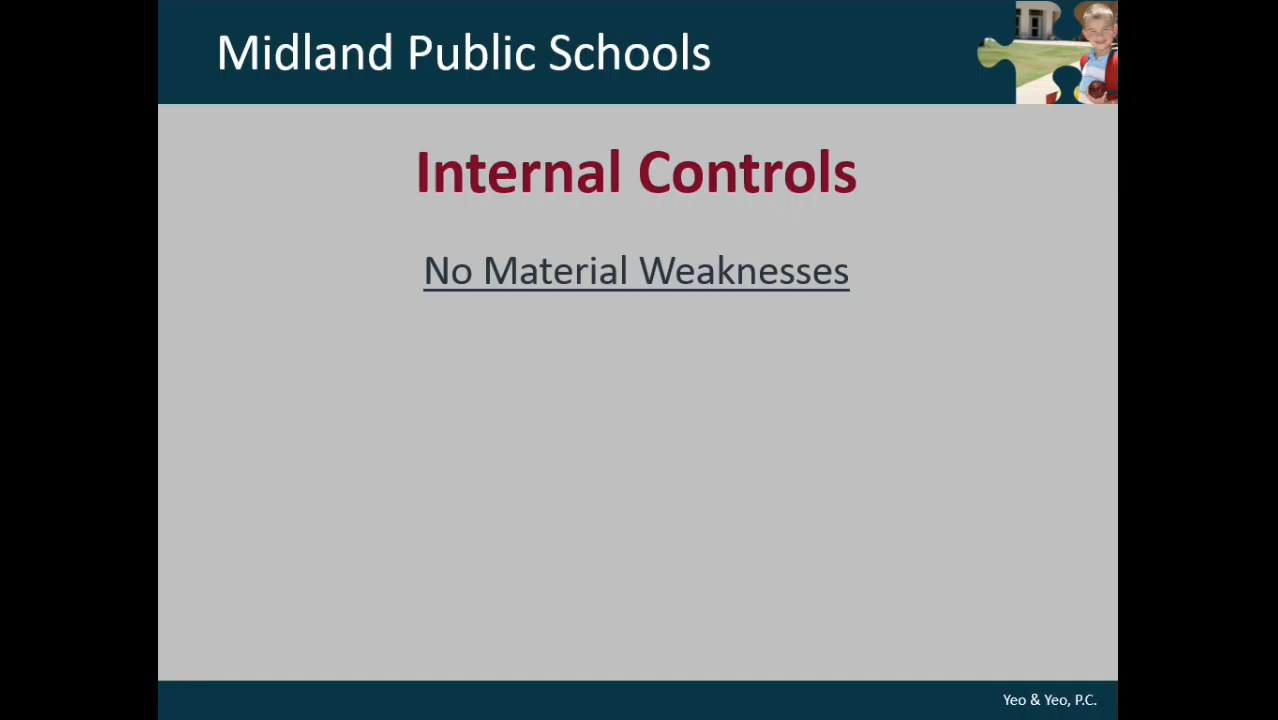 Midland Public Schools
Internal Controls
No Material Weaknesses
Yeo & Yeo, P.C.